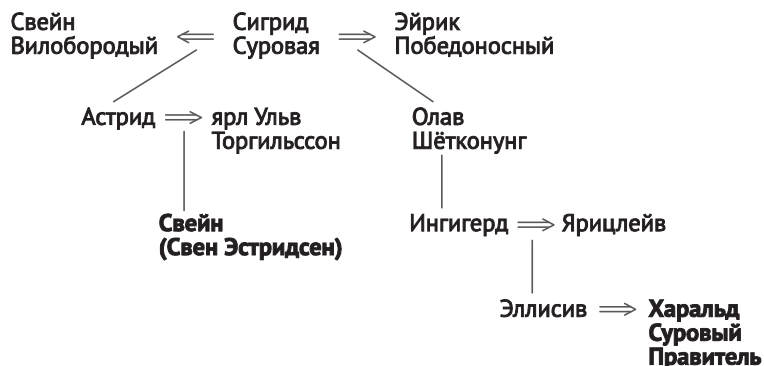 Свейн
Вилобородый
Сигрид
Суровая
Эйрик
Победоносный
Астрид
ярл Ульв
Торгильссон
Олав
Шётконунг
Свейн
(Свен Эстридсен)
Ингигерд
Ярицлейв
Эллисив
Харальд
Суровый
Правитель